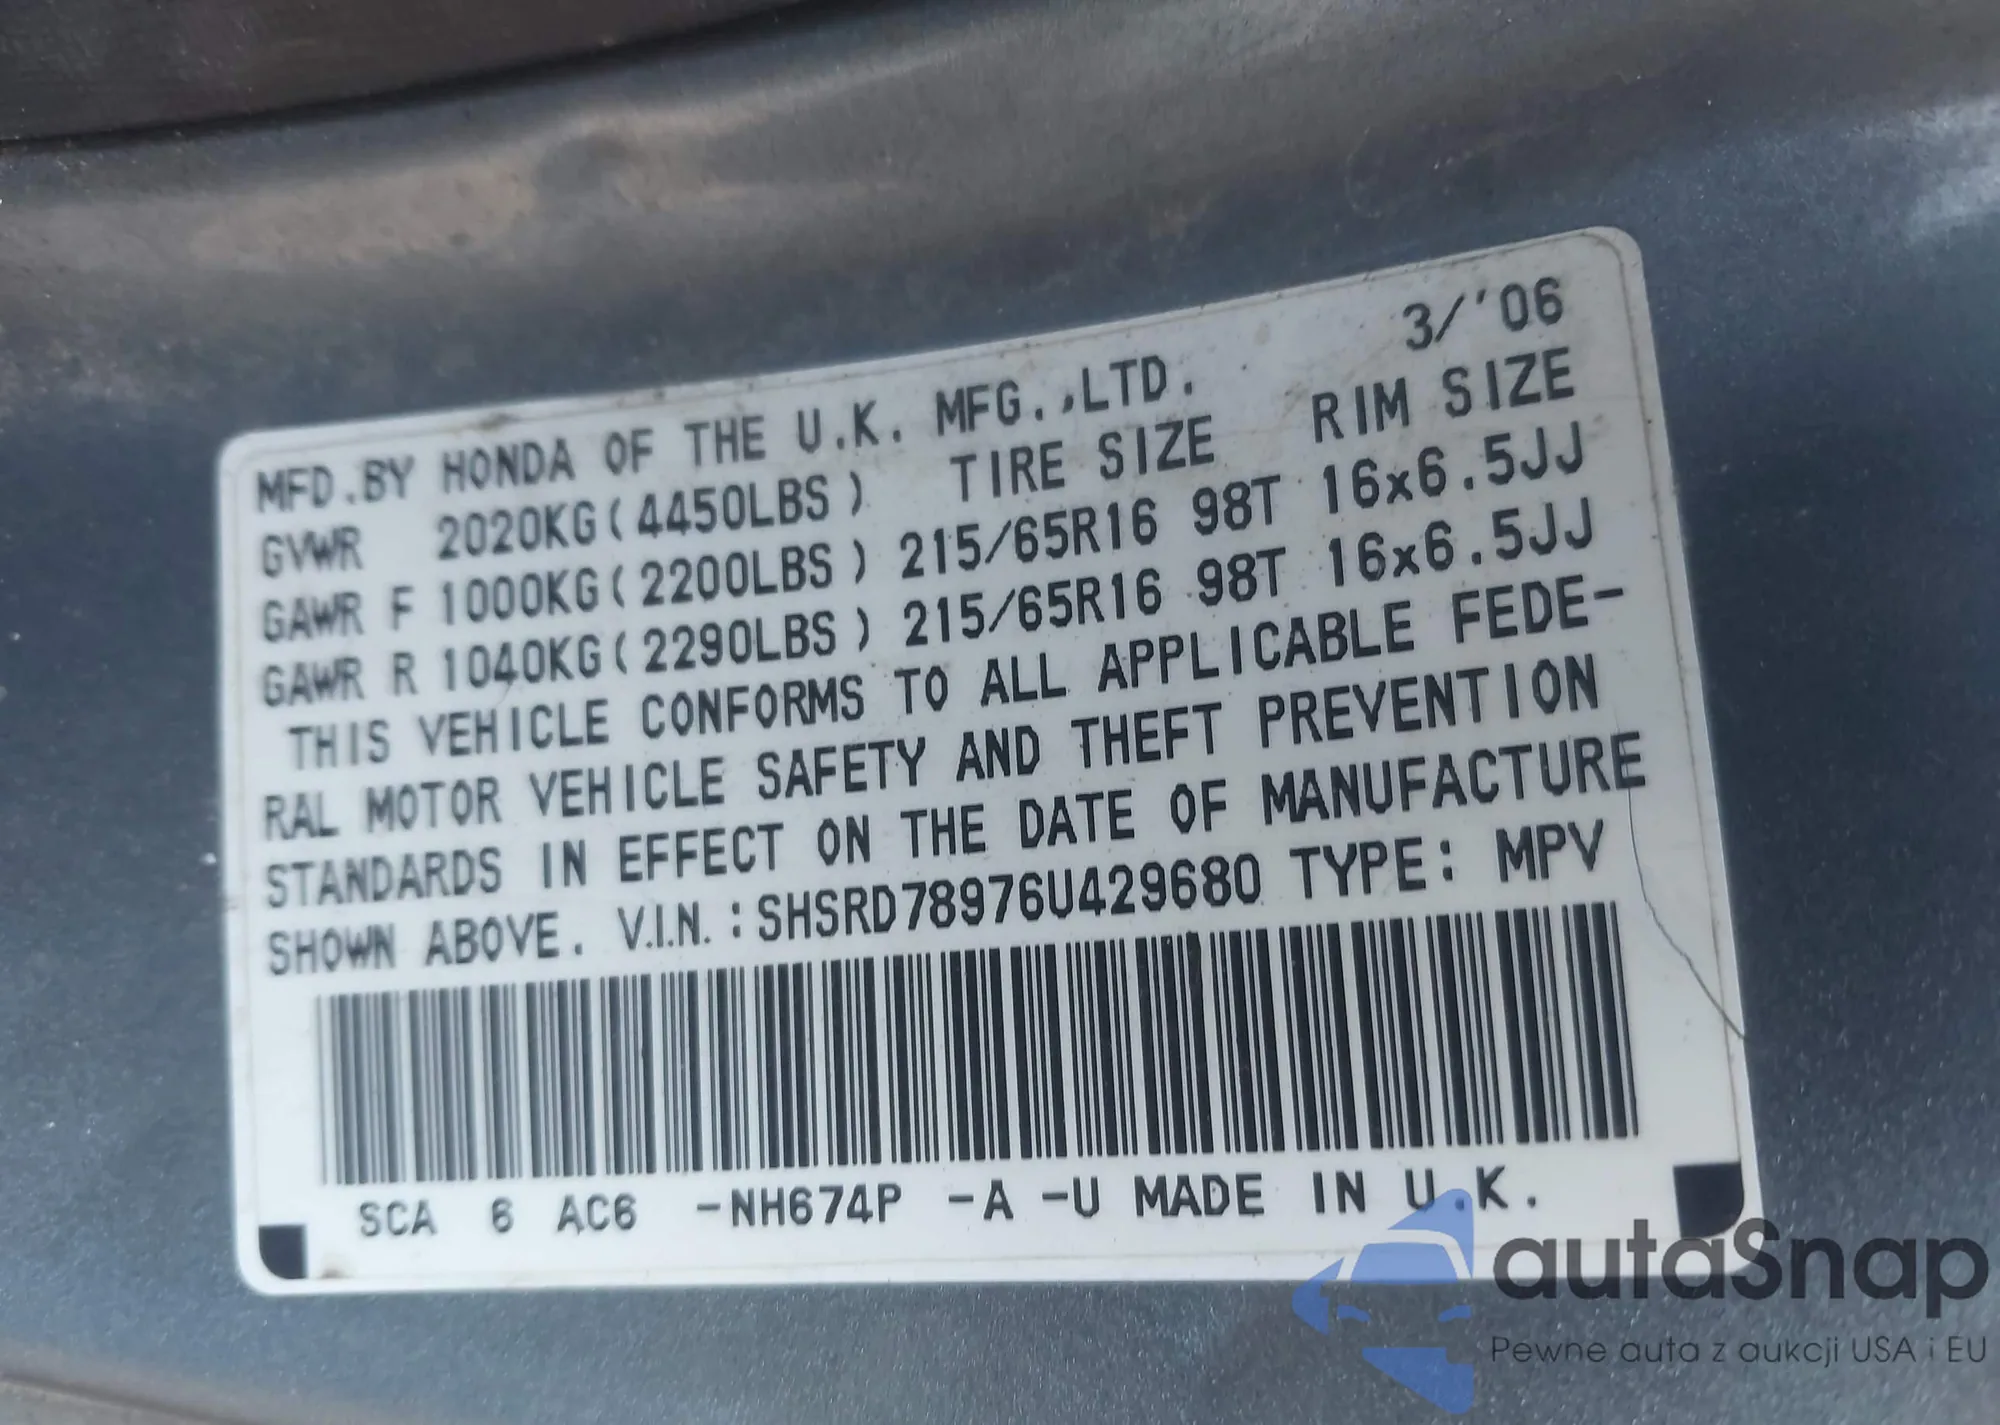 3/'06
MFD.BY HONDA OF THE U.K. MFG.,LTD.
GVWR 2020KG(4450LBS) TIRE SIZE RIM SIZE
GAWR F 1000KG(2200LBS) 215/65R16 98T 16x6.5JJ
GAWR R 1040KG(2290LBS) 215/65R16 98T 16x6.5JJ
THIS VEHICLE CONFORMS TO ALL APPLICABLE FEDE-
RAL MOTOR VEHICLE SAFETY AND THEFT PREVENTION
STANDARDS IN EFFECT ON THE DATE OF MANUFACTURE
SHOWN ABOVE. V.I.N.:SHSRD78976U429680 TYPE: MPV
SCA 6 AC6 -NH674P -A -U MADE IN U.K.
autaSnap
Pewne auta z aukcji USA i EU